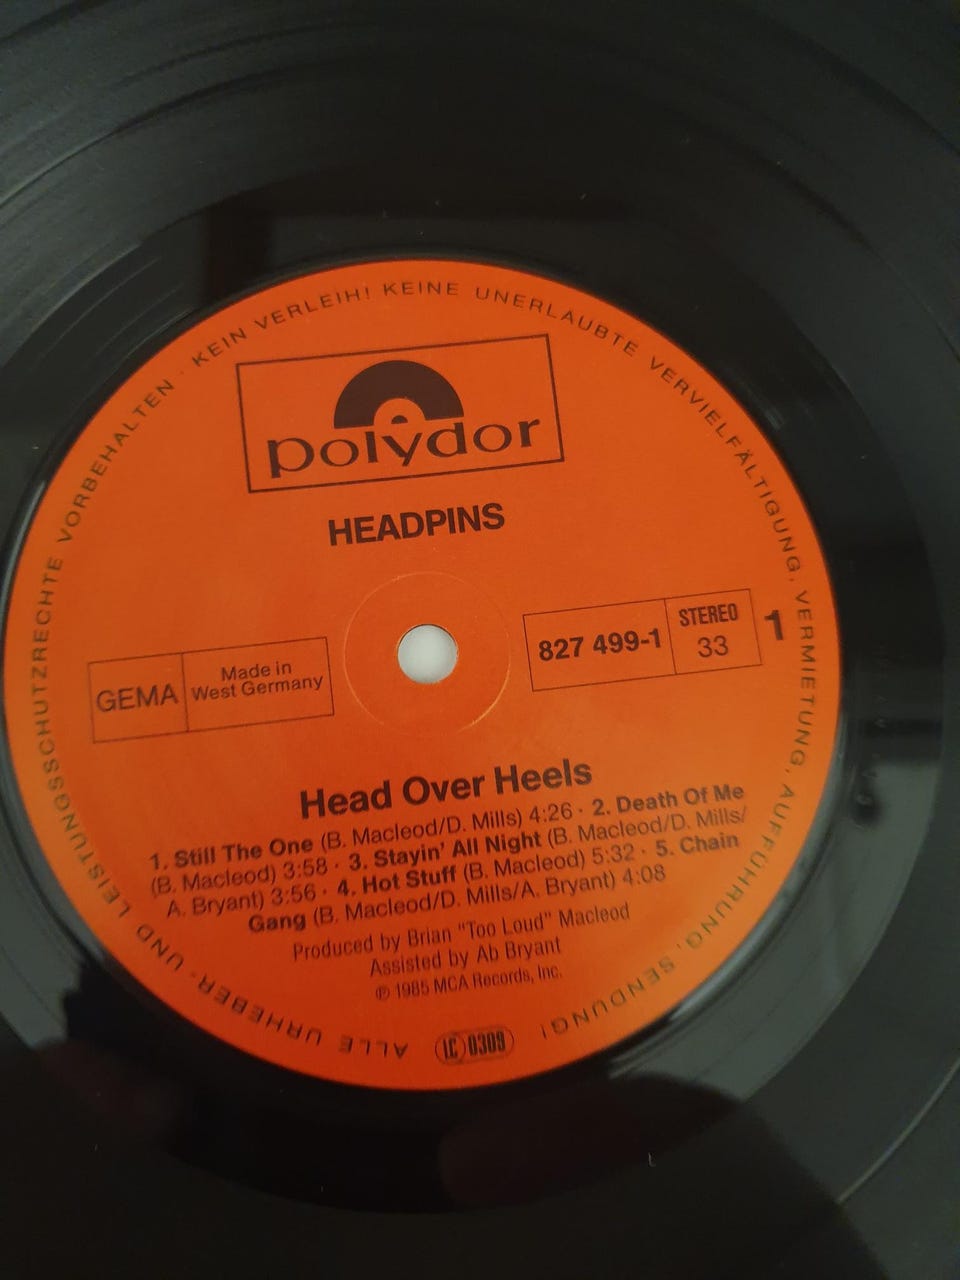 ALLE URHEBER- UND LEISTUNGSSCHUTZRECHTE VORBEHALTEN · KEIN VERLEIH! KEINE UNERLAUBTE VERVIELFÄLTIGUNG, VERMIETUNG, AUFFÜHRUNG, SENDUNG!
polydor
HEADPINS
GEMA
Made in
West Germany
827 499-1
STEREO
33
1
Head Over Heels
1. Still The One (B. Macleod/D. Mills) 4:26 · 2. Death Of Me
(B. Macleod) 3:58 · 3. Stayin' All Night (B. Macleod/D. Mills/
A. Bryant) 3:56 · 4. Hot Stuff (B. Macleod) 5:32 · 5. Chain
Gang (B. Macleod/D. Mills/A. Bryant) 4:08
Produced by Brian "Too Loud" Macleod
Assisted by Ab Bryant
℗ 1985 MCA Records, Inc.
LC 0309